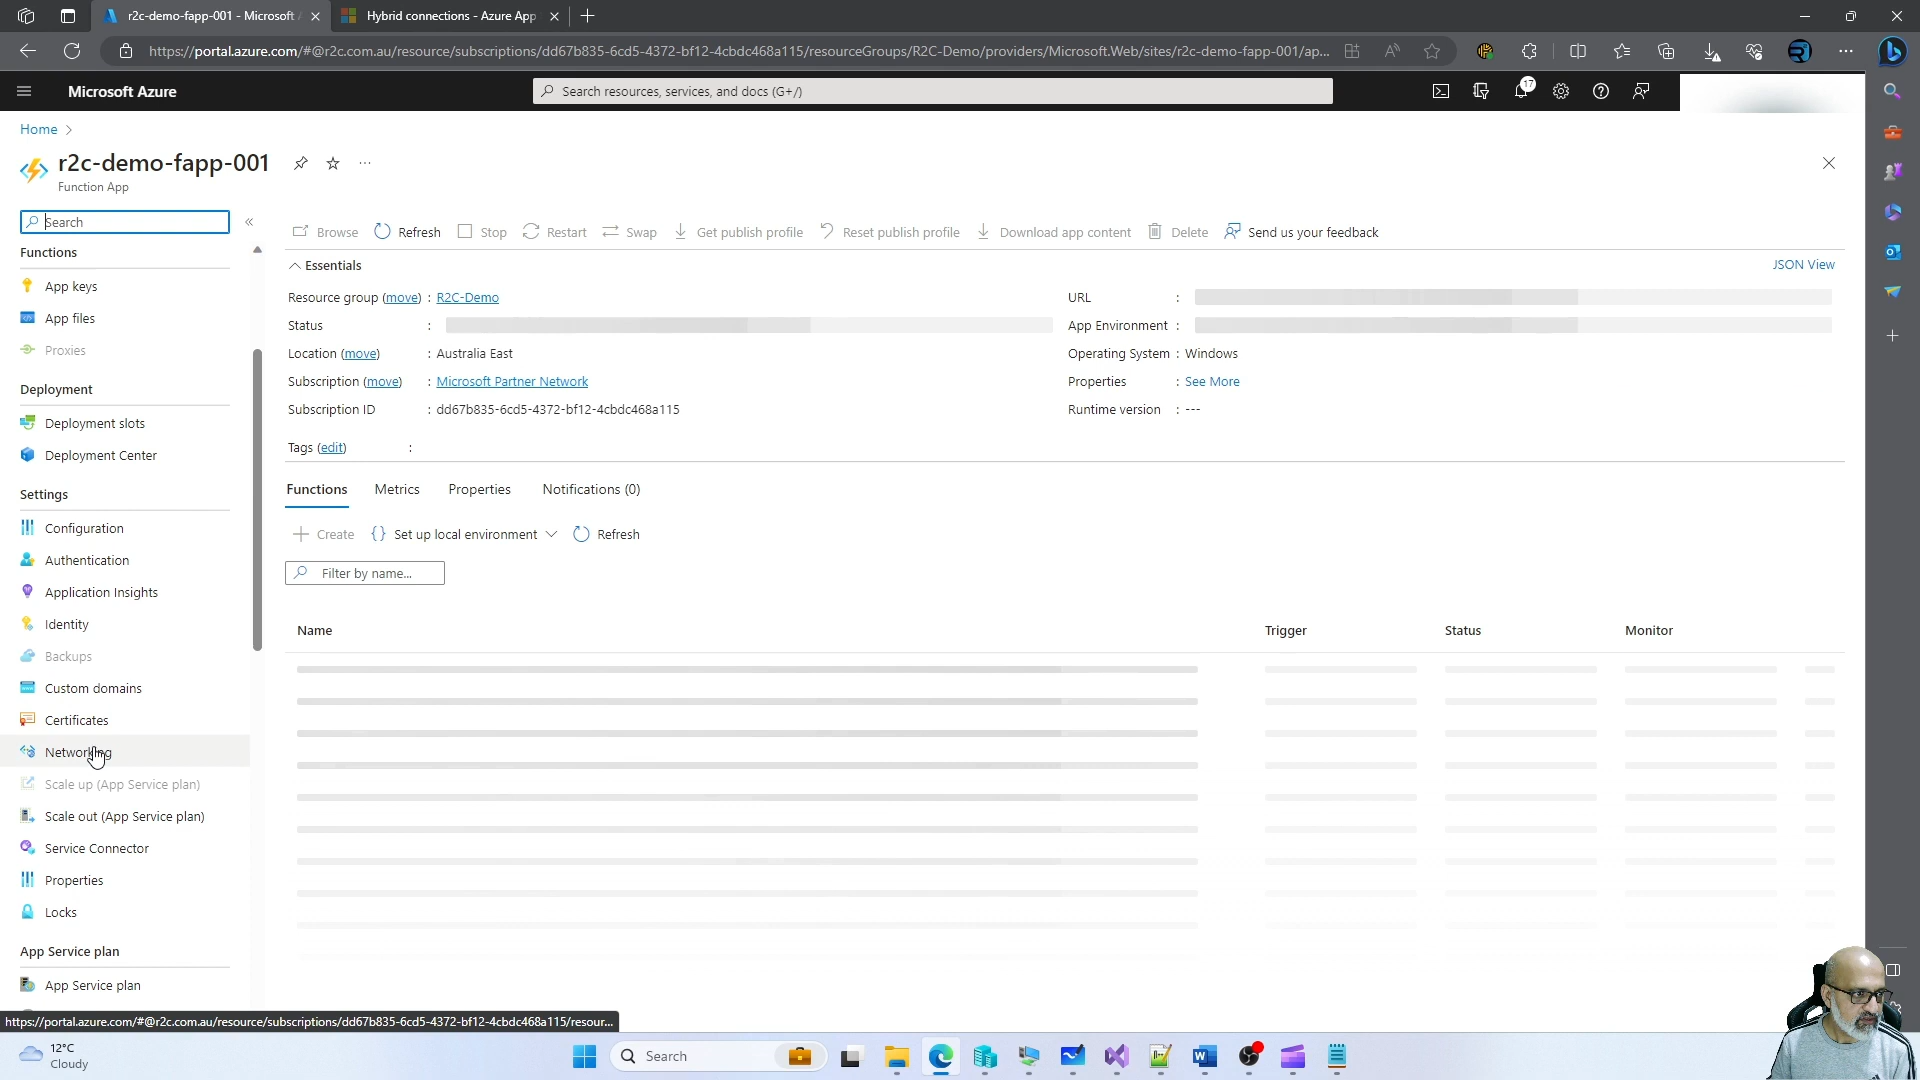 r2c-demo-fapp-001 - Microsoft A
Hybrid connections - Azure App
https://portal.azure.com/#@r2c.com.au/resource/subscriptions/dd67b835-6cd5-4372-bf12-4cbdc468a115/resourceGroups/R2C-Demo/providers/Microsoft.Web/sites/r2c-demo-fapp-001/ap...
Microsoft Azure
Search resources, services, and docs (G+/)
17
Home
r2c-demo-fapp-001
Function App
Search
Browse Refresh Stop Restart Swap Get publish profile Reset publish profile Download app content Delete Send us your feedback
Functions
App keys
App files
Proxies
Deployment
Deployment slots
Deployment Center
Settings
Configuration
Authentication
Application Insights
Identity
Backups
Custom domains
Certificates
Networking
Scale up (App Service plan)
Scale out (App Service plan)
Service Connector
Properties
Locks
App Service plan
App Service plan
Essentials
JSON View
Resource group (move) : R2C-Demo
Status :
Location (move) : Australia East
Subscription (move) : Microsoft Partner Network
Subscription ID : dd67b835-6cd5-4372-bf12-4cbdc468a115
Tags (edit) :
URL :
App Environment :
Operating System : Windows
Properties : See More
Runtime version : ---
Functions Metrics Properties Notifications (0)
Create Set up local environment Refresh
Filter by name...
Name Trigger Status Monitor
https://portal.azure.com/#@r2c.com.au/resource/subscriptions/dd67b835-6cd5-4372-bf12-4cbdc468a115/resour...
12°C
Cloudy
Search